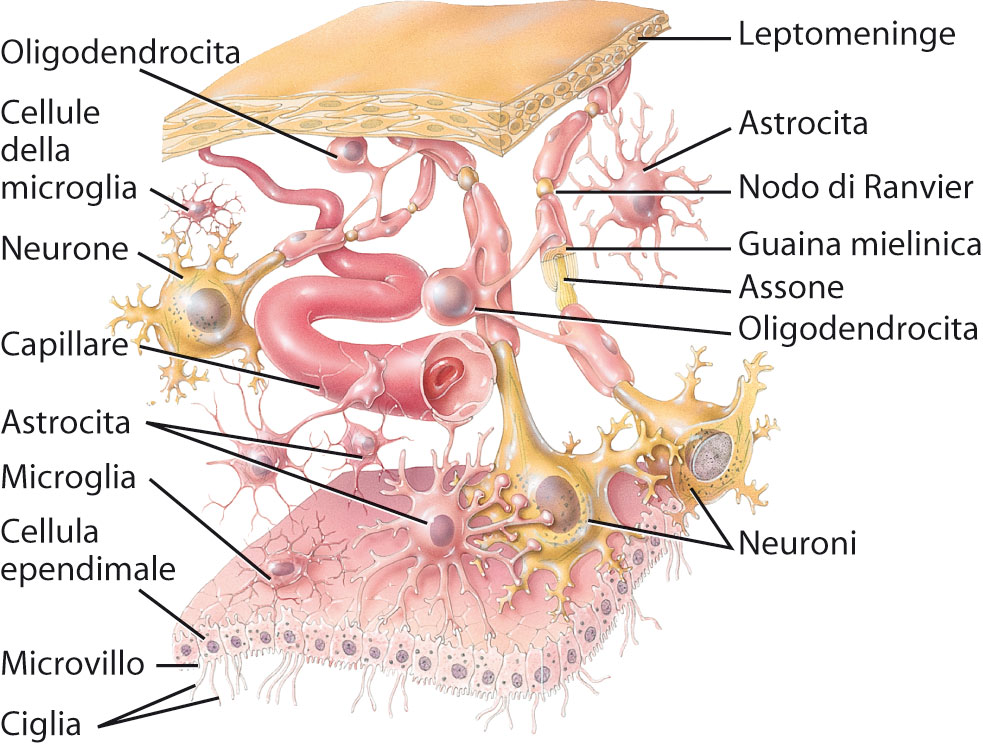 Oligodendrocita
Cellule
della
microglia
Neurone
Capillare
Astrocita
Microglia
Cellula
ependimale
Microvillo
Ciglia
Leptomeninge
Astrocita
Nodo di Ranvier
Guaina mielinica
Assone
Oligodendrocita
Neuroni